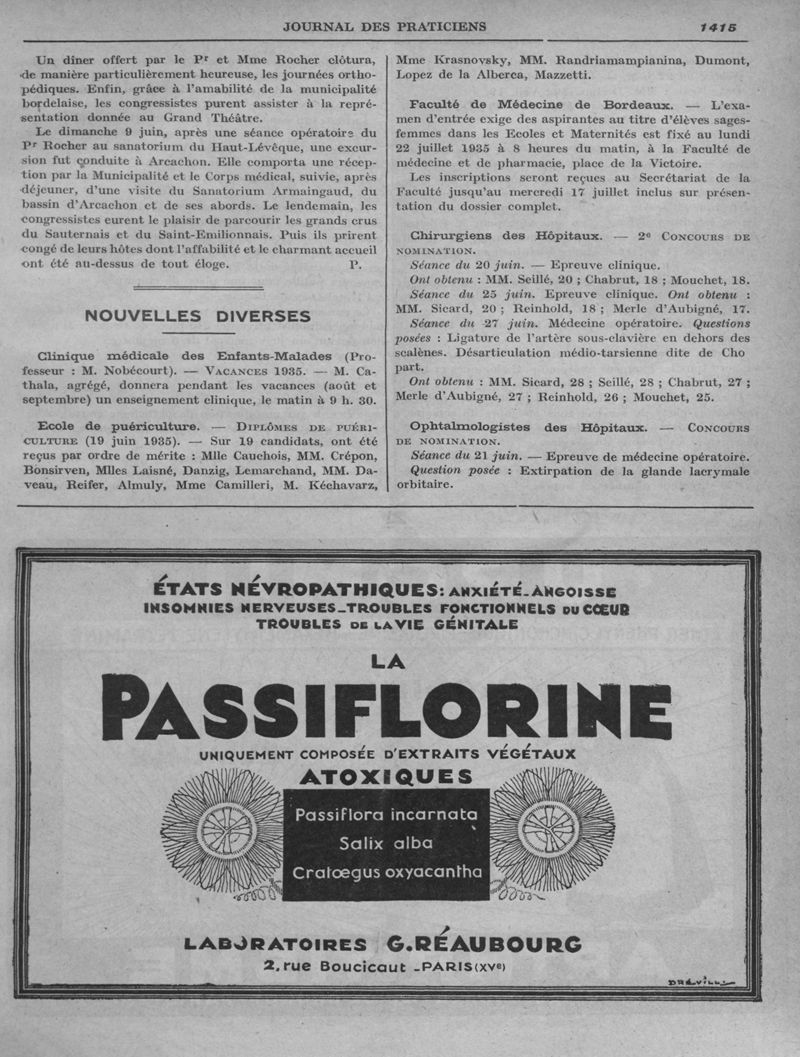 JOURNAL DES PRATICIENS
1415
Un dîner offert par le Pr et Mme Rocher clôtura,
de manière particulièrement heureuse, les journées ortho-
pédiques. Enfin, grâce à l'amabilité de la municipalité
bordelaise, les congressistes purent assister à la repré-
sentation donnée au Grand Théâtre.
Le dimanche 9 juin, après une séance opératoire du
Pr Rocher au sanatorium du Haut-Lévêque, une excur-
sion fut conduite à Arcachon. Elle comporta une récep-
tion par la Municipalité et le Corps médical, suivie, après
déjeuner, d'une visite du Sanatorium Armaingaud, du
bassin d'Arcachon et de ses abords. Le lendemain, les
congressistes eurent le plaisir de parcourir les grands crus
du Sauternais et du Saint-Emilionnais. Puis ils prirent
congé de leurs hôtes dont l'affabilité et le charmant accueil
ont été au-dessus de tout éloge. P.
NOUVELLES DIVERSES
Clinique médicale des Enfants-Malades (Pro-
fesseur : M. Nobécourt). — VACANCES 1935. — M. Ca-
thala, agrégé, donnera pendant les vacances (août et
septembre) un enseignement clinique, le matin à 9 h. 30.
Ecole de puériculture. — DIPLÔMES DE PUÉRI-
CULTURE (19 juin 1935). — Sur 19 candidats, ont été
reçus par ordre de mérite : Mlle Cauchois, MM. Crépon,
Bonsirven, Mlles Laisné, Danzig, Lemarchand, MM. Da-
veau, Reifer, Almuly, Mme Camilleri, M. Kéchavarz,
Mme Krasnovsky, MM. Randriamampianina, Dumont,
Lopez de la Alberca, Mazzetti.
Faculté de Médecine de Bordeaux. — L'exa-
men d'entrée exige des aspirantes au titre d'élèves sages-
femmes dans les Ecoles et Maternités est fixé au lundi
22 juillet 1935 à 8 heures du matin, à la Faculté de
médecine et de pharmacie, place de la Victoire.
Les inscriptions seront reçues au Secrétariat de la
Faculté jusqu'au mercredi 17 juillet inclus sur présen-
tation du dossier complet.
Chirurgiens des Hôpitaux. — 2e CONCOURS DE
NOMINATION.
Séance du 20 juin. — Epreuve clinique.
Ont obtenu : MM. Seillé, 20 ; Chabrut, 18 ; Mouchet, 18.
Séance du 25 juin. Epreuve clinique. Ont obtenu :
MM. Sicard, 20 ; Reinhold, 18 ; Merle d'Aubigné, 17.
Séance du 27 juin. Médecine opératoire. Questions
posées : Ligature de l'artère sous-clavière en dehors des
scalènes. Désarticulation médio-tarsienne dite de Cho
part.
Ont obtenu : MM. Sicard, 28 ; Seillé, 28 ; Chabrut, 27 ;
Merle d'Aubigné, 27 ; Reinhold, 26 ; Mouchet, 25.
Ophtalmologistes des Hôpitaux. — CONCOURS
DE NOMINATION.
Séance du 21 juin. — Epreuve de médecine opératoire.
Question posée : Extirpation de la glande lacrymale
orbitaire.
ÉTATS NÉVROPATHIQUES: ANXIÉTÉ_ANGOISSE
INSOMNIES NERVEUSES_TROUBLES FONCTIONNELS DU CŒUR
TROUBLES DE LA VIE GÉNITALE
LA
PASSIFLORINE
UNIQUEMENT COMPOSÉE D'EXTRAITS VÉGÉTAUX
ATOXIQUES
Passiflora incarnata
Salix alba
Cratœgus oxyacantha
LABORATOIRES G.RÉAUBOURG
2, rue Boucicaut _PARIS (XVe)